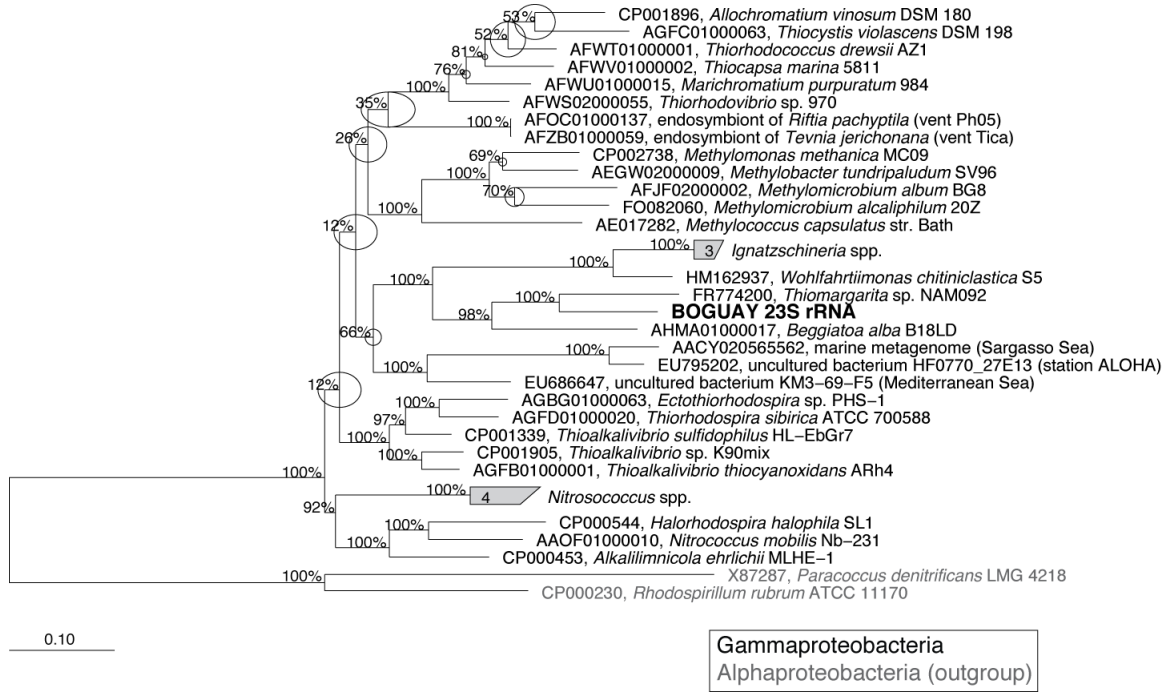 53%
CP001896, Allochromatium vinosum DSM 180
52%
AGFC01000063, Thiocystis violascens DSM 198
81%
AFWT01000001, Thiorhodococcus drewsii AZ1
76%
AFWV01000002, Thiocapsa marina 5811
100%
AFWU01000015, Marichromatium purpuratum 984
35%
AFWS02000055, Thiorhodovibrio sp. 970
100%
AFOC01000137, endosymbiont of Riftia pachyptila (vent Ph05)
26%
AFZB01000059, endosymbiont of Tevnia jerichonana (vent Tica)
69%
CP002738, Methylomonas methanica MC09
100%
AEGW02000009, Methylobacter tundripaludum SV96
70%
AFJF02000002, Methylomicrobium album BG8
100%
FO082060, Methylomicrobium alcaliphilum 20Z
12%
AE017282, Methylococcus capsulatus str. Bath
100%
3
Ignatzschineria spp.
100%
100%
HM162937, Wohlfahrtiimonas chitiniclastica S5
100%
FR774200, Thiomargarita sp. NAM092
98%
BOGUAY 23S rRNA
66%
AHMA01000017, Beggiatoa alba B18LD
100%
AACY020565562, marine metagenome (Sargasso Sea)
100%
EU795202, uncultured bacterium HF0770_27E13 (station ALOHA)
12%
EU686647, uncultured bacterium KM3−69−F5 (Mediterranean Sea)
100%
AGBG01000063, Ectothiorhodospira sp. PHS−1
97%
AGFD01000020, Thiorhodospira sibirica ATCC 700588
100%
CP001339, Thioalkalivibrio sulfidophilus HL−EbGr7
100%
CP001905, Thioalkalivibrio sp. K90mix
100%
AGFB01000001, Thioalkalivibrio thiocyanoxidans ARh4
100%
4
Nitrosococcus spp.
92%
100%
CP000544, Halorhodospira halophila SL1
100%
AAOF01000010, Nitrococcus mobilis Nb−231
CP000453, Alkalilimnicola ehrlichii MLHE−1
100%
X87287, Paracoccus denitrificans LMG 4218
CP000230, Rhodospirillum rubrum ATCC 11170
0.10
Gammaproteobacteria
Alphaproteobacteria (outgroup)